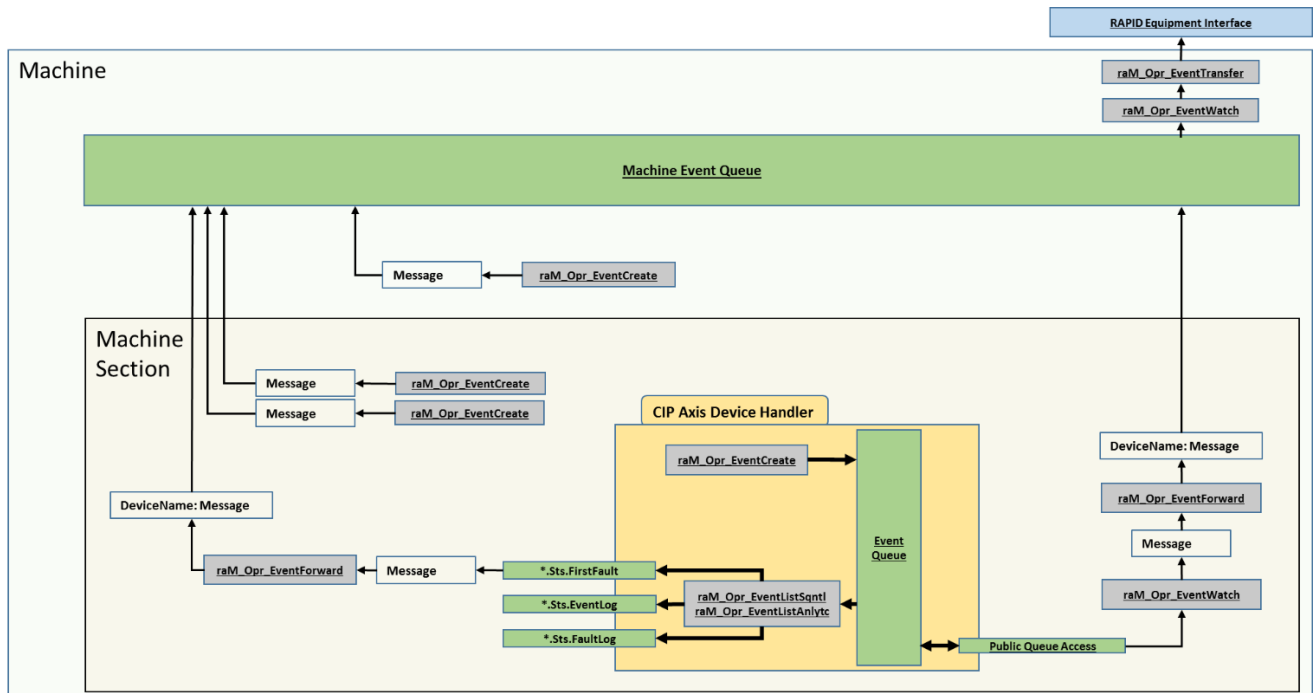 RAPID Equipment Interface
Machine
raM_Opr_EventTransfer
raM_Opr_EventWatch
Machine Event Queue
Message
raM_Opr_EventCreate
Machine
Section
Message
raM_Opr_EventCreate
Message
raM_Opr_EventCreate
CIP Axis Device Handler
raM_Opr_EventCreate
DeviceName: Message
DeviceName: Message
raM_Opr_EventForward
Event
Queue
Message
raM_Opr_EventForward
Message
*.Sts.FirstFault
raM_Opr_EventListSqntl
raM_Opr_EventListAnlytc
raM_Opr_EventWatch
*.Sts.EventLog
*.Sts.FaultLog
Public Queue Access